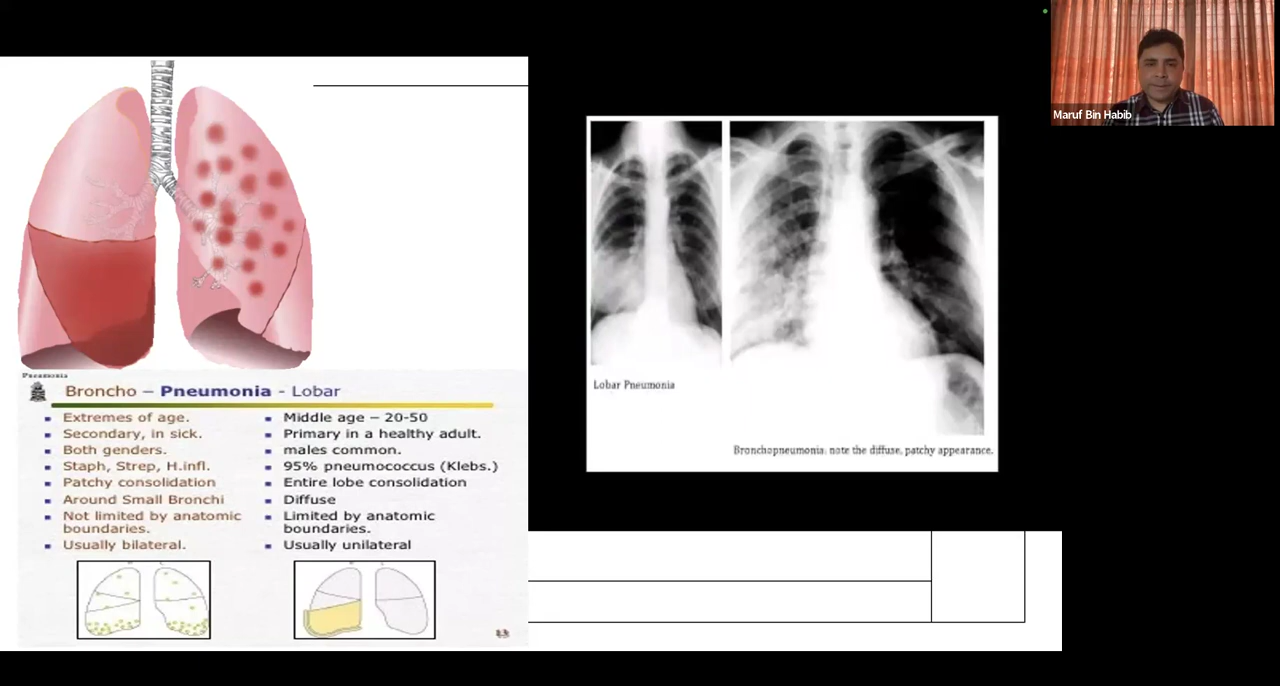 Maruf Bin Habib
Pneumonia
Broncho – Pneumonia - Lobar
Extremes of age.
Secondary, in sick.
Both genders.
Staph, Strep, H.infl.
Patchy consolidation
Around Small Bronchi
Not limited by anatomic
boundaries.
Usually bilateral.
Middle age – 20-50
Primary in a healthy adult.
males common.
95% pneumococcus (Klebs.)
Entire lobe consolidation
Diffuse
Limited by anatomic
boundaries.
Usually unilateral
13
Lobar Pneumonia
Bronchopneumonia: note the diffuse, patchy appearance.